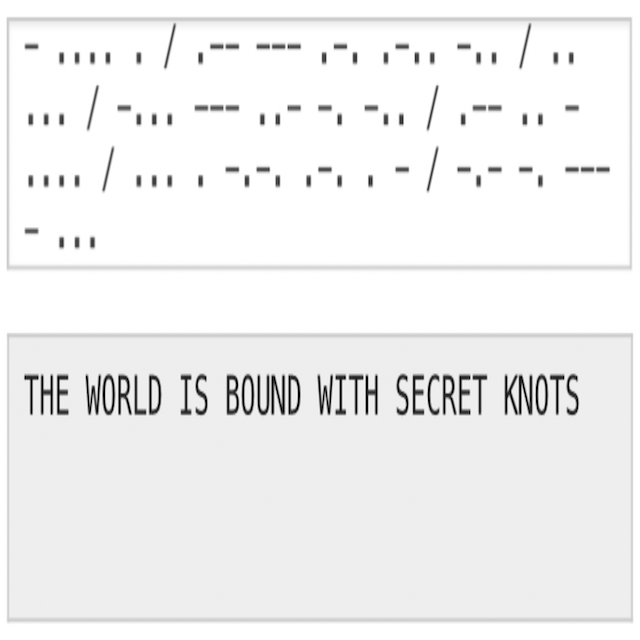 - .... . / .-- --- .-. .-.. -.. / ..
... / -... --- ..- -. -.. / .-- .. -
.... / ... . -.-. .-. . - / -.- -. ---
- ...
THE WORLD IS BOUND WITH SECRET KNOTS